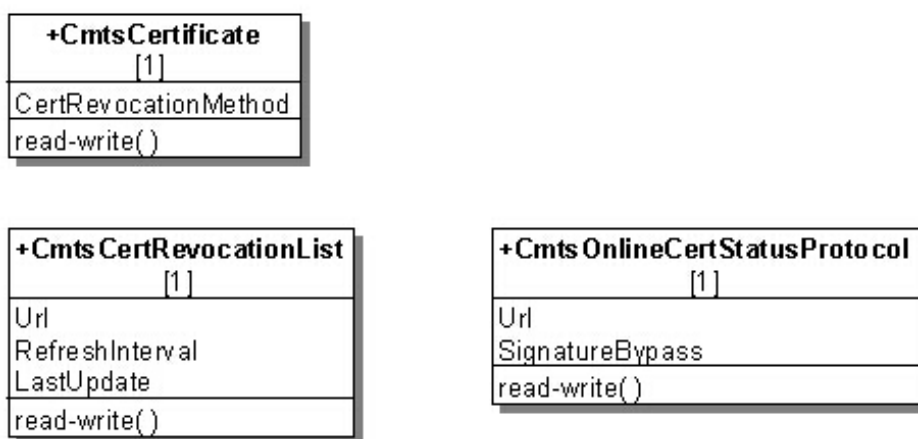 +CmtsCertificate
[1]
CertRevocationMethod
read-write()
+CmtsCertRevocationList
[1]
Url
RefreshInterval
LastUpdate
read-write()
+CmtsOnlineCertStatusProtocol
[1]
Url
SignatureBypass
read-write()